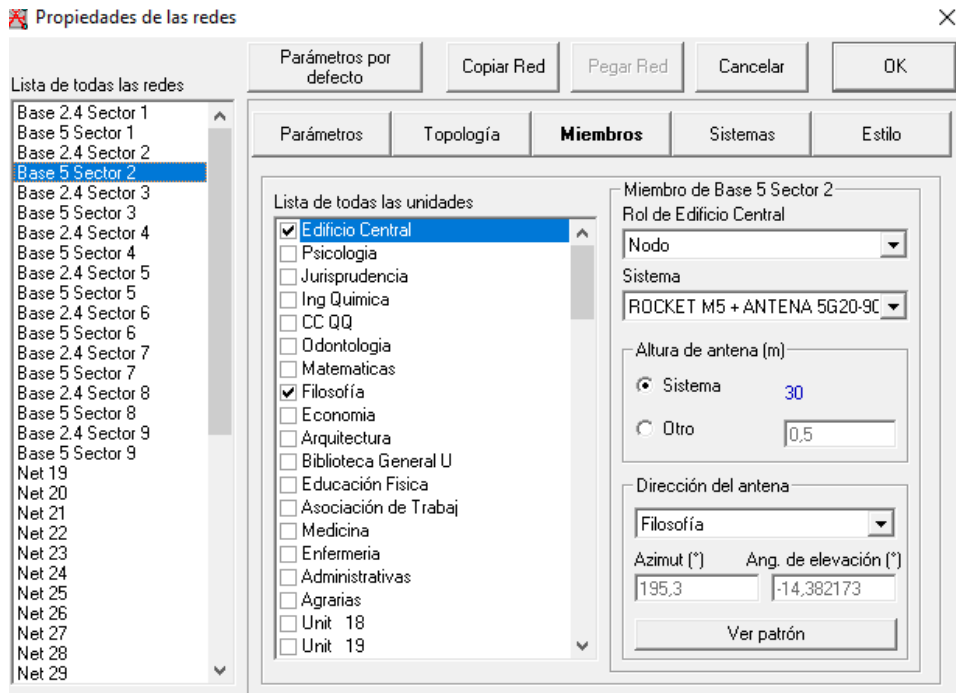 Propiedades de las redes
Lista de todas las redes
Parámetros por defecto
Copiar Red
Pegar Red
Cancelar
OK
Base 2.4 Sector 1
Base 5 Sector 1
Base 2.4 Sector 2
Base 5 Sector 2
Base 2.4 Sector 3
Base 5 Sector 3
Base 2.4 Sector 4
Base 5 Sector 4
Base 2.4 Sector 5
Base 5 Sector 5
Base 2.4 Sector 6
Base 5 Sector 6
Base 2.4 Sector 7
Base 5 Sector 7
Base 2.4 Sector 8
Base 5 Sector 8
Base 2.4 Sector 9
Base 5 Sector 9
Net 19
Net 20
Net 21
Net 22
Net 23
Net 24
Net 25
Net 26
Net 27
Net 28
Net 29
Parámetros
Topología
Miembros
Sistemas
Estilo
Lista de todas las unidades
Edificio Central
Psicologia
Jurisprudencia
Ing Quimica
CC QQ
Odontologia
Matematicas
Filosofía
Economia
Arquitectura
Biblioteca General U
Educación Fisica
Asociación de Trabaj
Medicina
Enfermeria
Administrativas
Agrarias
Unit 18
Unit 19
Miembro de Base 5 Sector 2
Rol de Edificio Central
Nodo
Sistema
ROCKET M5 + ANTENA 5G20-90
Altura de antena (m)
Sistema
30
Otro
0,5
Dirección del antena
Filosofía
Azimut (°)
Ang. de elevación (°)
195,3
-14,382173
Ver patrón